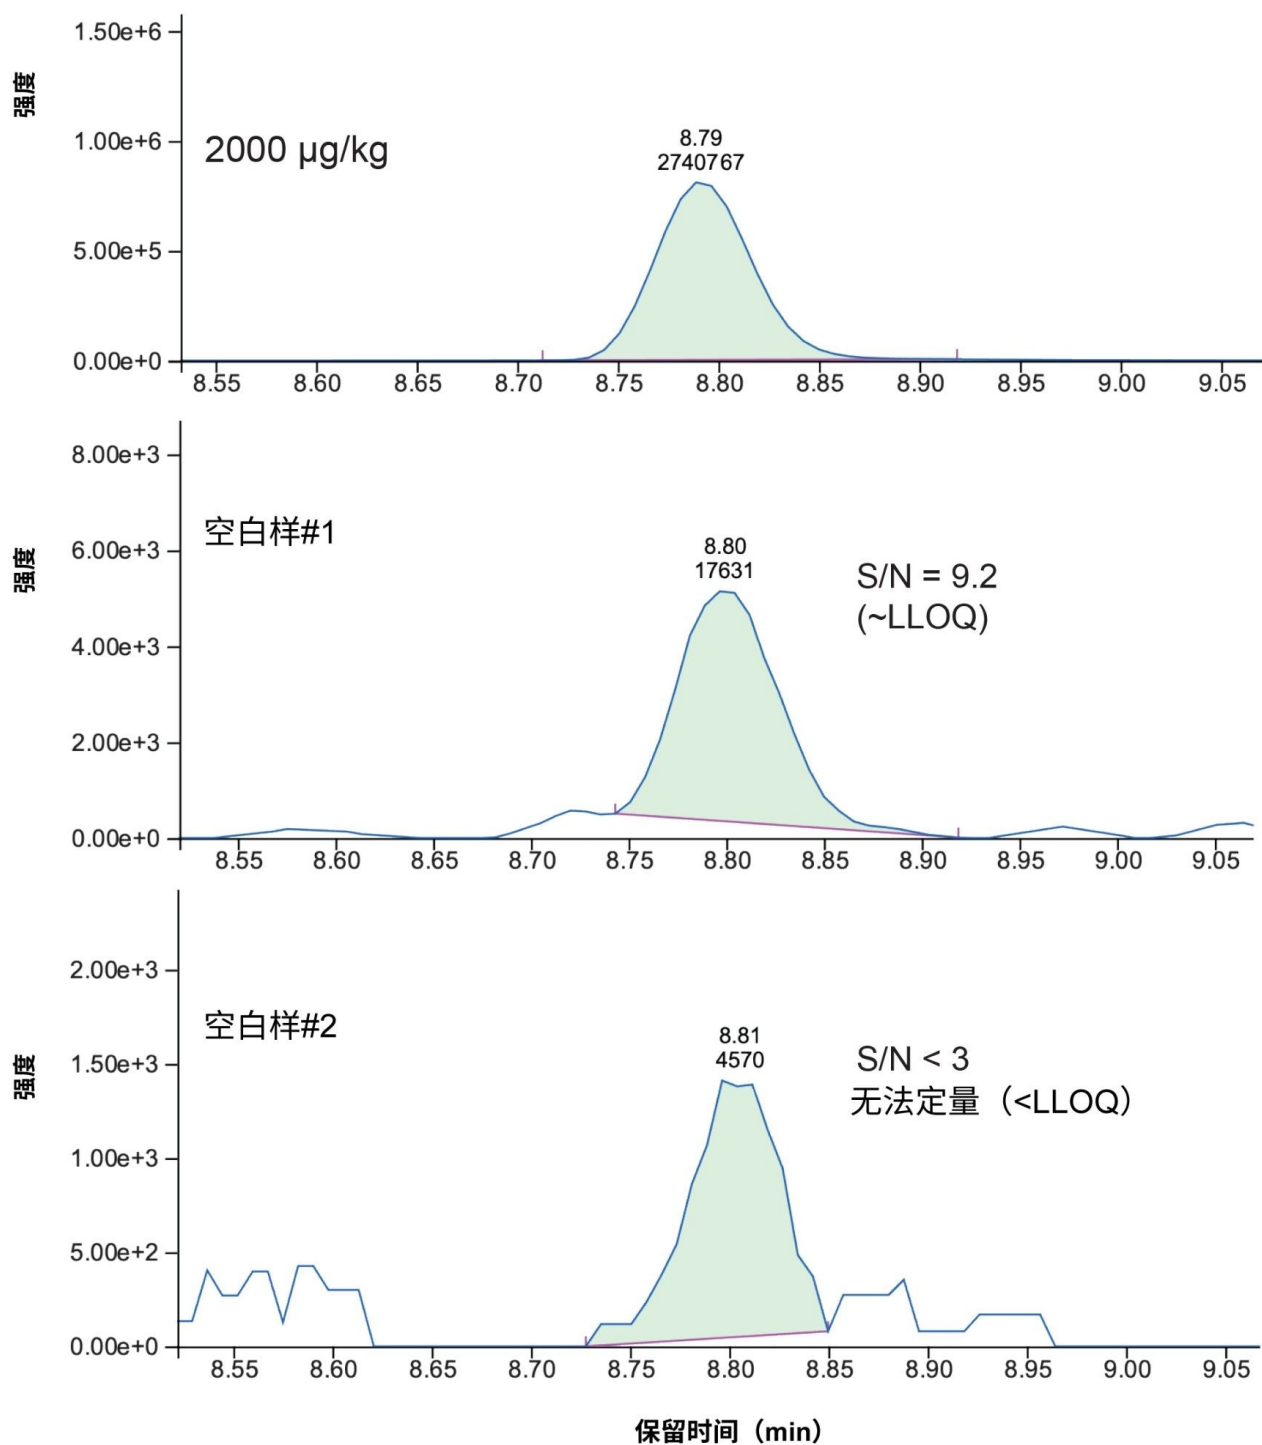 强度
1.50e+6
1.00e+6
5.00e+5
0.00e+0
2000 µg/kg
8.79
2740767
8.55 8.60 8.65 8.70 8.75 8.80 8.85 8.90 8.95 9.00 9.05
强度
8.00e+3
6.00e+3
4.00e+3
2.00e+3
0.00e+0
空白样#1
8.80
17631
S/N = 9.2
(~LLOQ)
8.55 8.60 8.65 8.70 8.75 8.80 8.85 8.90 8.95 9.00 9.05
强度
2.00e+3
1.50e+3
1.00e+3
5.00e+2
0.00e+0
空白样#2
8.81
4570
S/N < 3
无法定量（<LLOQ）
8.55 8.60 8.65 8.70 8.75 8.80 8.85 8.90 8.95 9.00 9.05
保留时间（min）